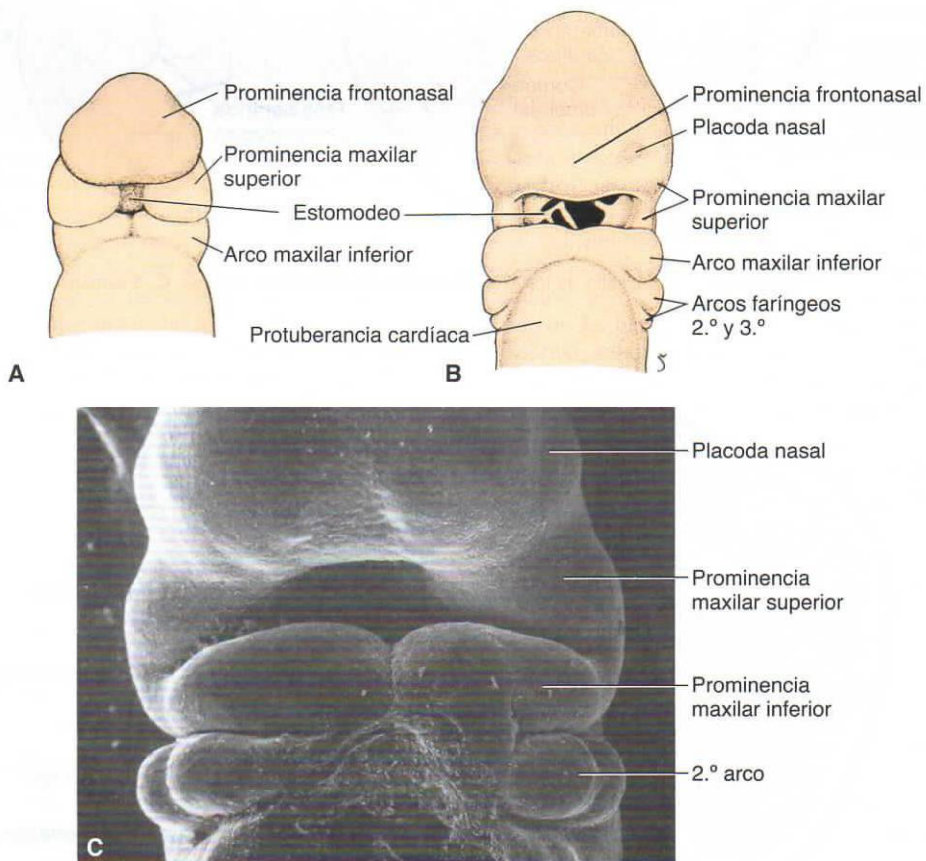 Prominencia frontonasal
Prominencia maxilar
superior
Estomodeo
Arco maxilar inferior
Protuberancia cardíaca
A
Prominencia frontonasal
Placoda nasal
Prominencia maxilar
superior
Arco maxilar inferior
Arcos faríngeos
2.º y 3.º
B
Placoda nasal
Prominencia
maxilar superior
Prominencia
maxilar inferior
2.º arco
C